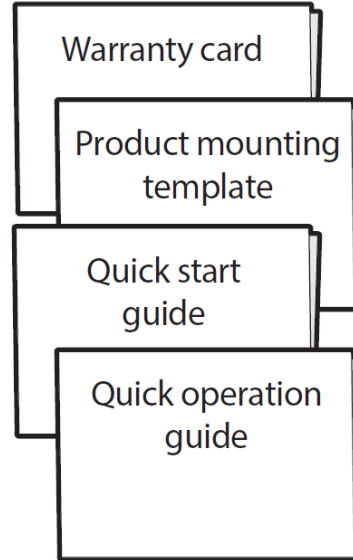 Warranty card
Product mounting
template
Quick start
guide
Quick operation
guide